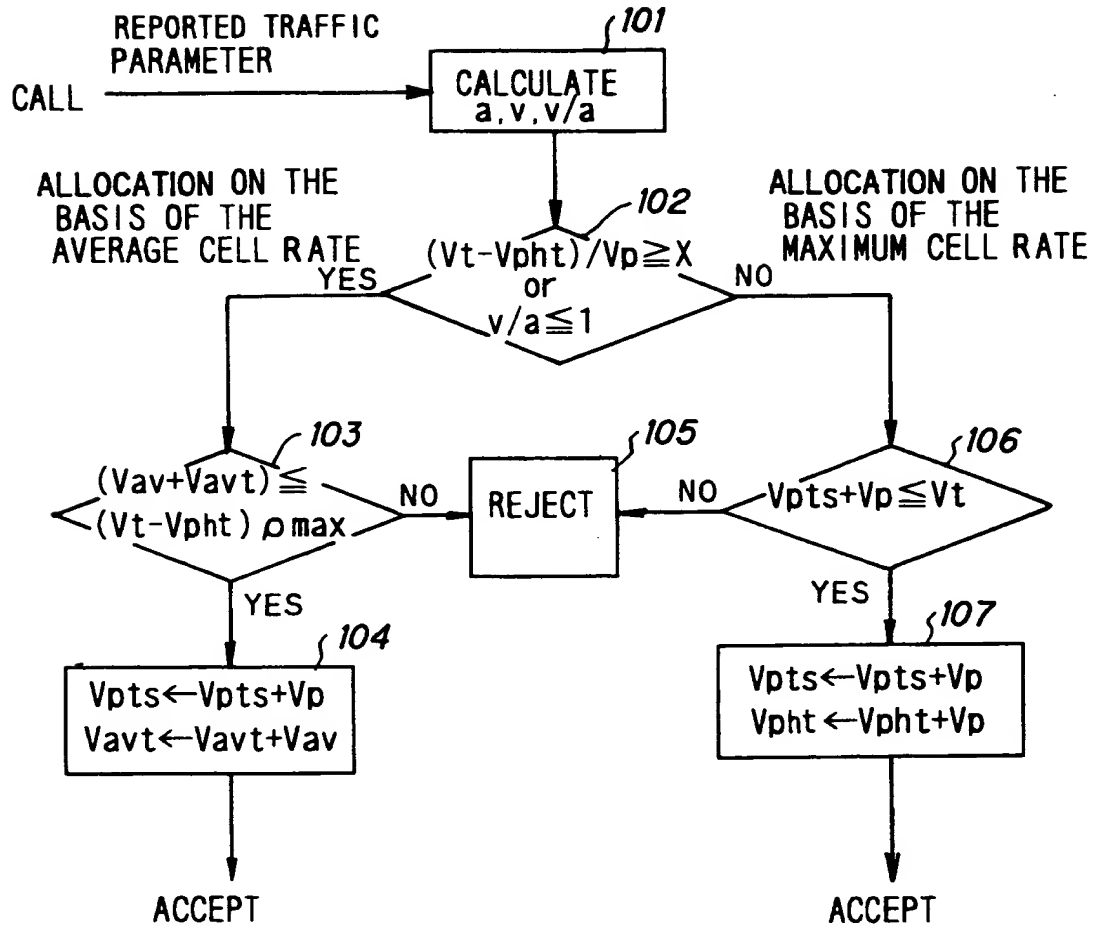 REPORTED TRAFFIC
PARAMETER
CALL
101
CALCULATE
a,v,v/a
ALLOCATION ON THE
BASIS OF THE
AVERAGE CELL RATE
102
(Vt-Vpht)/Vp≧X
or
v/a≦1
YES
NO
ALLOCATION ON THE
BASIS OF THE
MAXIMUM CELL RATE
103
(Vav+Vavt)≦
(Vt-Vpht)ρmax
NO
YES
105
REJECT
106
Vpts+Vp≦Vt
NO
YES
104
Vpts←Vpts+Vp
Vavt←Vavt+Vav
ACCEPT
107
Vpts←Vpts+Vp
Vpht←Vpht+Vp
ACCEPT